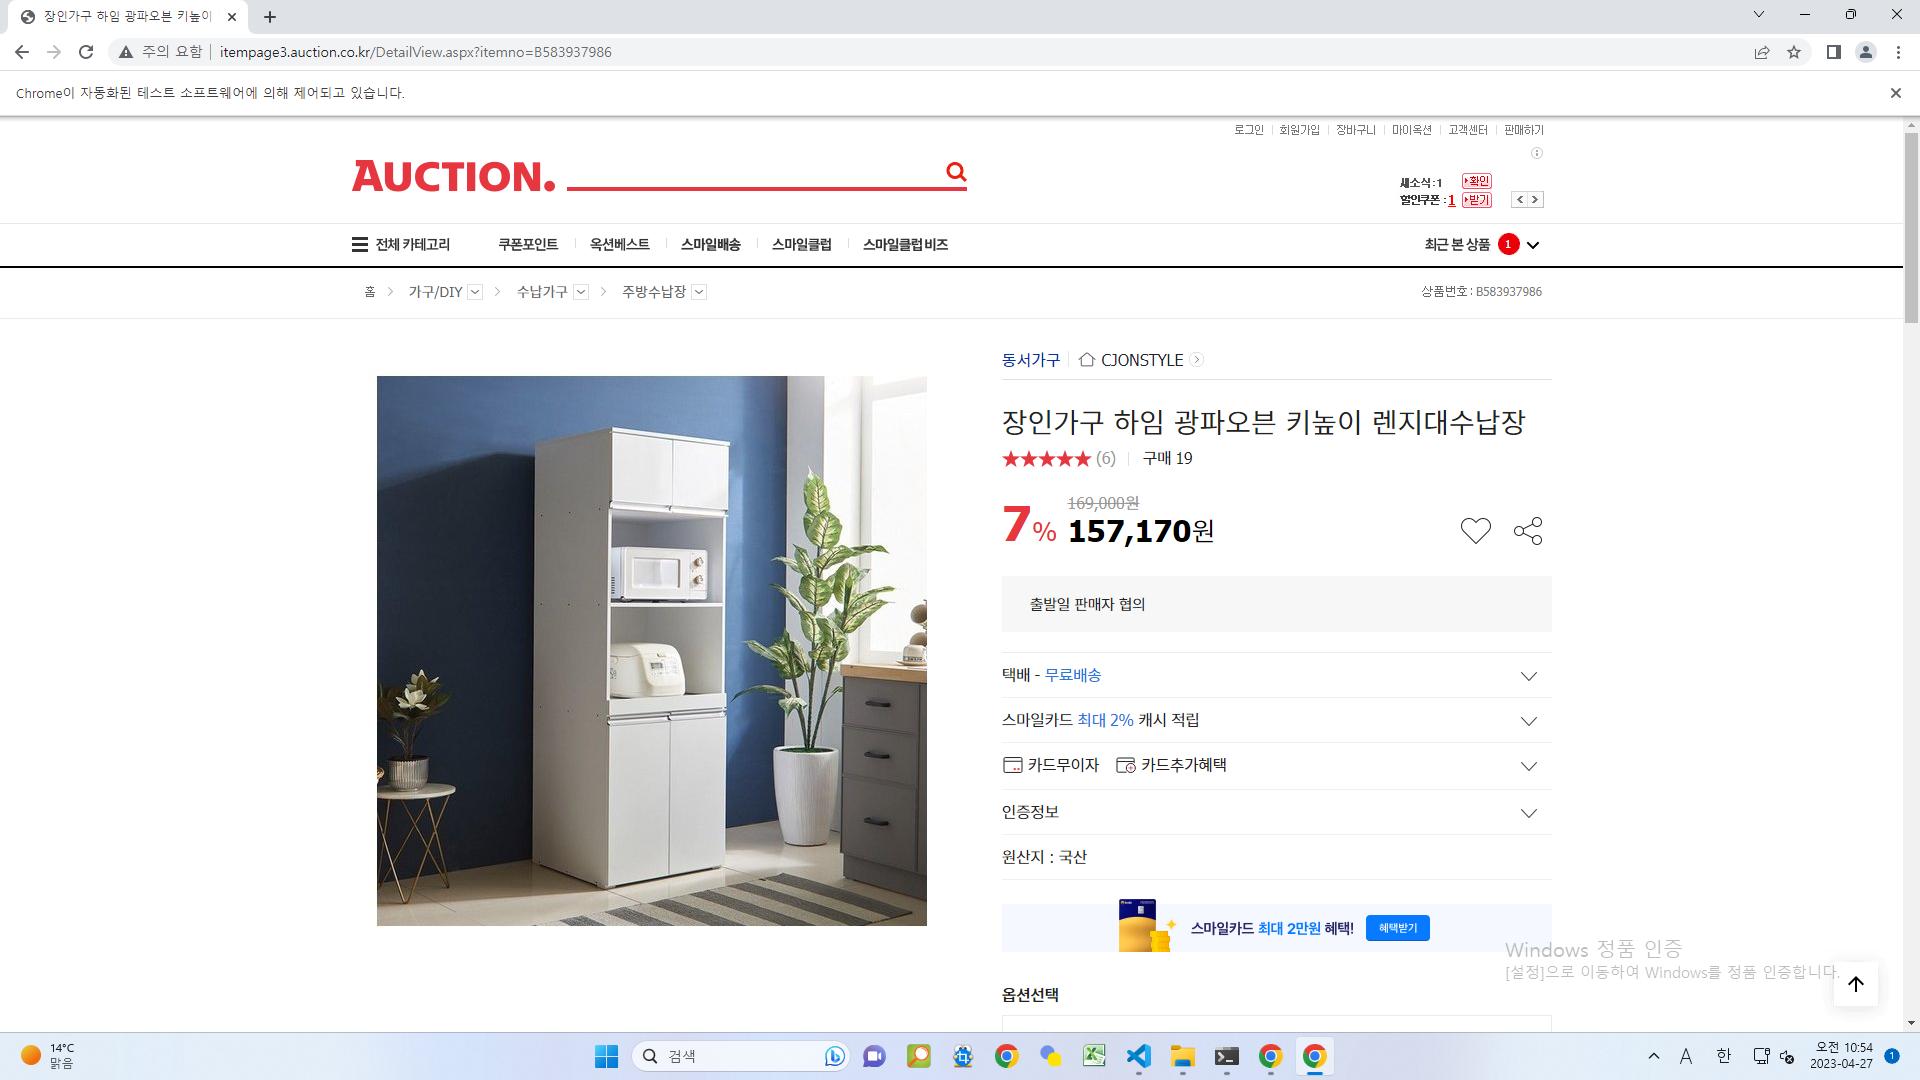 장인가구 하임 광파오븐 키높이
주의 요함
itempage3.auction.co.kr/DetailView.aspx?itemno=B583937986
Chrome이 자동화된 테스트 소프트웨어에 의해 제어되고 있습니다.
로그인 회원가입 장바구니 마이옥션 고객센터 판매하기
AUCTION.
새소식:1 확인
할인쿠폰:1 받기
전체 카테고리 쿠폰포인트 옥션베스트 스마일배송 스마일클럽 스마일클럽비즈 최근 본 상품 1
홈 > 가구/DIY > 수납가구 > 주방수납장 상품번호 : B583937986
동서가구 CJONSTYLE
장인가구 하임 광파오븐 키높이 렌지대수납장
(6) 구매 19
169,000원
7% 157,170원
출발일 판매자 협의
택배 - 무료배송
스마일카드 최대 2% 캐시 적립
카드무이자 카드추가혜택
인증정보
원산지 : 국산
스마일카드 최대 2만원 혜택! 혜택받기
Windows 정품 인증
[설정]으로 이동하여 Windows를 정품 인증합니다.
옵션선택
14°C
맑음
검색
A 한
오전 10:54
2023-04-27
1